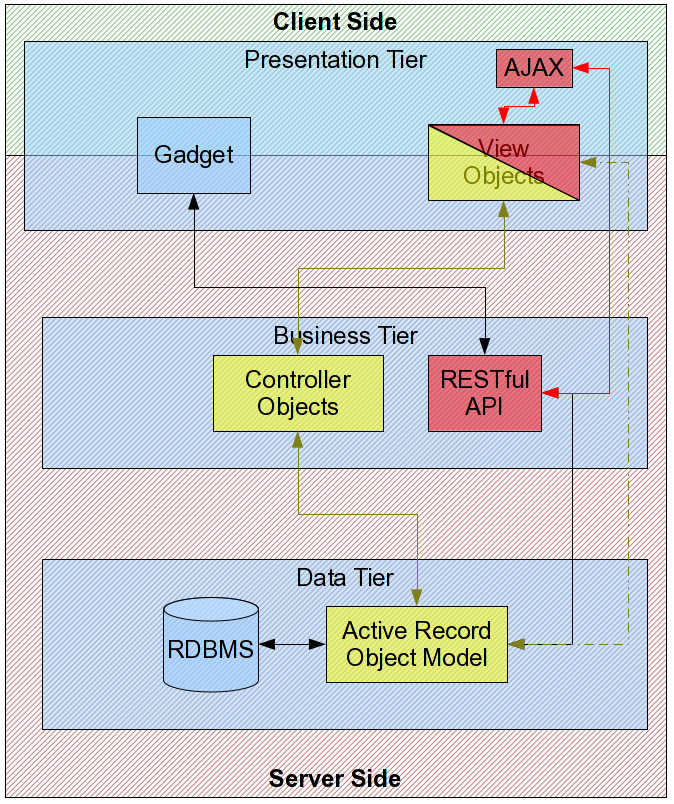 Client Side
Presentation Tier
AJAX
Gadget
View
Objects
Business Tier
Controller
Objects
RESTful
API
Data Tier
RDBMS
Active Record
Object Model
Server Side